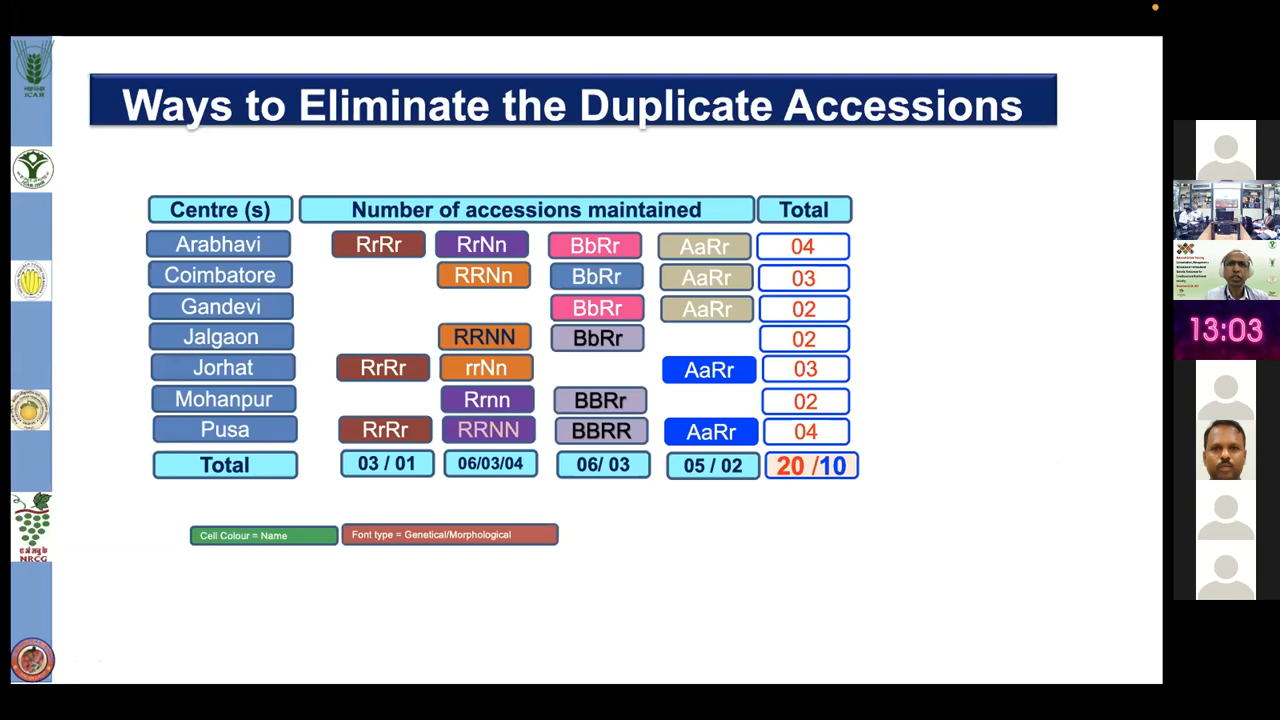 Ways to Eliminate the Duplicate Accessions
Centre (s) Number of accessions maintained Total
Arabhavi RrRr RrNn BbRr AaRr 04
Coimbatore RRNn BbRr AaRr 03
Gandevi BbRr AaRr 02
Jalgaon RRNN BbRr 02
Jorhat RrRr rrNn AaRr 03
Mohanpur Rrnn BBRr 02
Pusa RrRr RRNN BBRR AaRr 04
Total 03 / 01 06/03/04 06/ 03 05 / 02 20 /10
Cell Colour = Name Font type = Genetical/Morphological
ICAR
NRCG
13:03